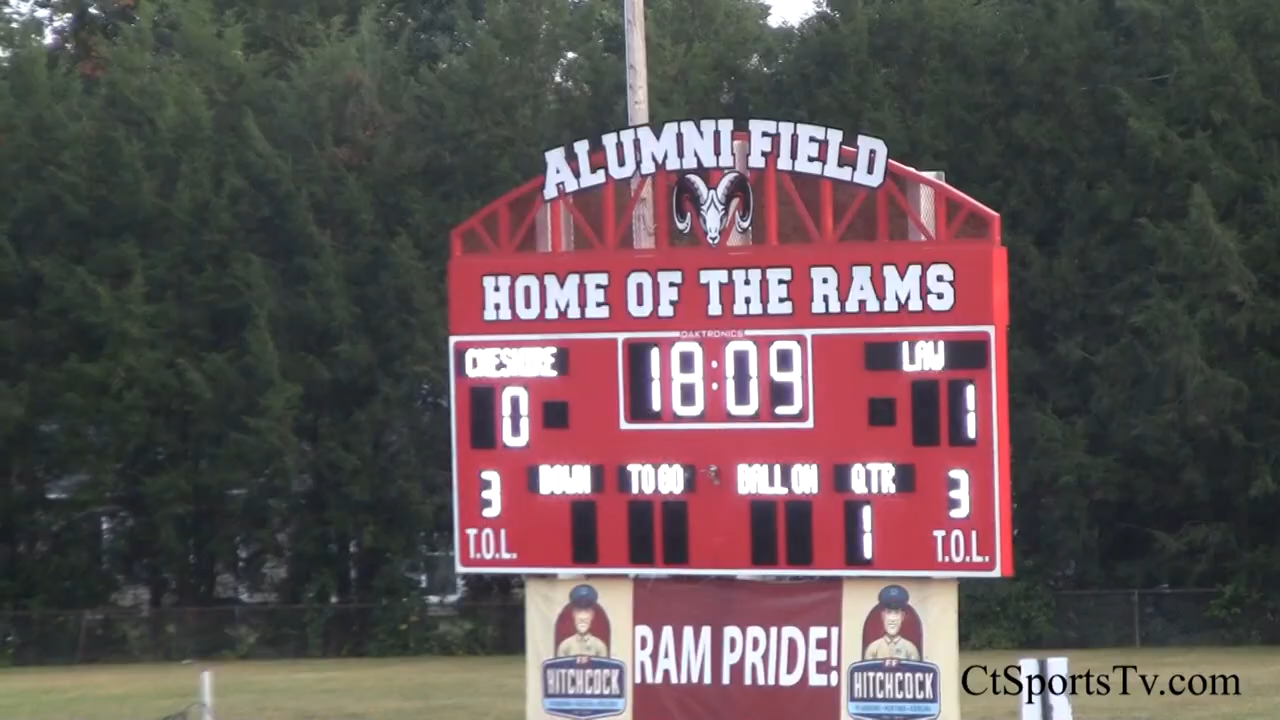 ALUMNI FIELD
HOME OF THE RAMS
DAKTRONICS
CHESHIRE 18:09 LAW
0 1
3 DOWN TO GO BALL ON QTR 3
T.O.L. 1 T.O.L.
RAM PRIDE!
HITCHCOCK HITCHCOCK
CtSportsTv.com